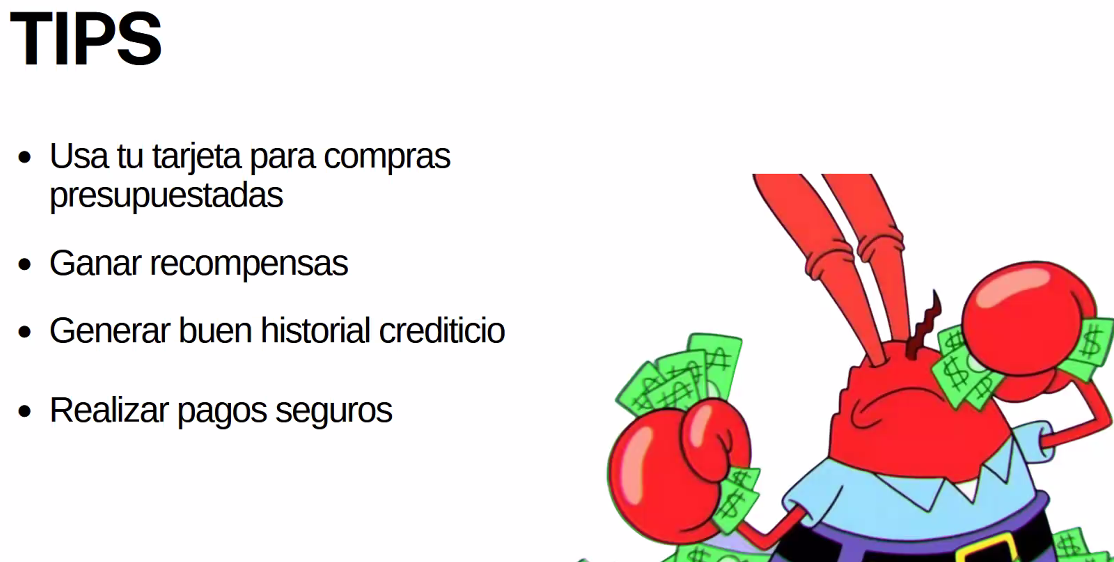 TIPS
• Usa tu tarjeta para compras
presupuestadas
• Ganar recompensas
• Generar buen historial crediticio
• Realizar pagos seguros